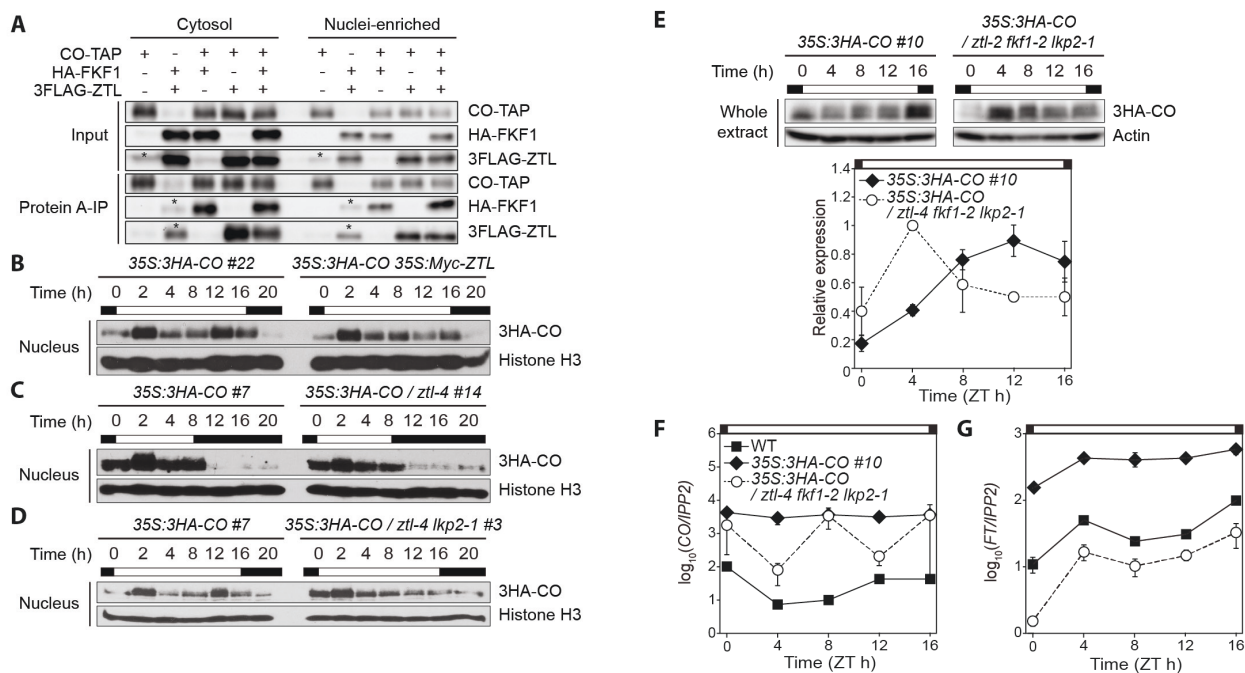 A
Cytosol Nuclei-enriched
CO-TAP + - + + + + - + + +
HA-FKF1 - + + - + - + + - +
3FLAG-ZTL - + - + + - + - + +
Input
CO-TAP
HA-FKF1
* * 3FLAG-ZTL
Protein A-IP
CO-TAP
* * HA-FKF1
* * 3FLAG-ZTL
B
35S:3HA-CO #22 35S:3HA-CO 35S:Myc-ZTL
Time (h) 0 2 4 8 12 16 20 0 2 4 8 12 16 20
Nucleus
3HA-CO
Histone H3
C
35S:3HA-CO #7 35S:3HA-CO / ztl-4 #14
Time (h) 0 2 4 8 12 16 20 0 2 4 8 12 16 20
Nucleus
3HA-CO
Histone H3
D
35S:3HA-CO #7 35S:3HA-CO / ztl-4 lkp2-1 #3
Time (h) 0 2 4 8 12 16 20 0 2 4 8 12 16 20
Nucleus
3HA-CO
Histone H3
E
35S:3HA-CO #10
35S:3HA-CO
/ ztl-2 fkf1-2 lkp2-1
Time (h) 0 4 8 12 16 0 4 8 12 16
Whole
extract
3HA-CO
Actin
1.4
1.2
1
0.8
0.6
0.4
0.2
0
Relative expression
35S:3HA-CO #10
35S:3HA-CO
/ ztl-4 fkf1-2 lkp2-1
0 4 8 12 16
Time (ZT h)
F
6
5
4
3
2
1
0
log10(CO/IPP2)
WT
35S:3HA-CO #10
35S:3HA-CO
/ ztl-4 fkf1-2 lkp2-1
0 4 8 12 16
Time (ZT h)
G
3
2
1
0
log10(FT/IPP2)
0 4 8 12 16
Time (ZT h)